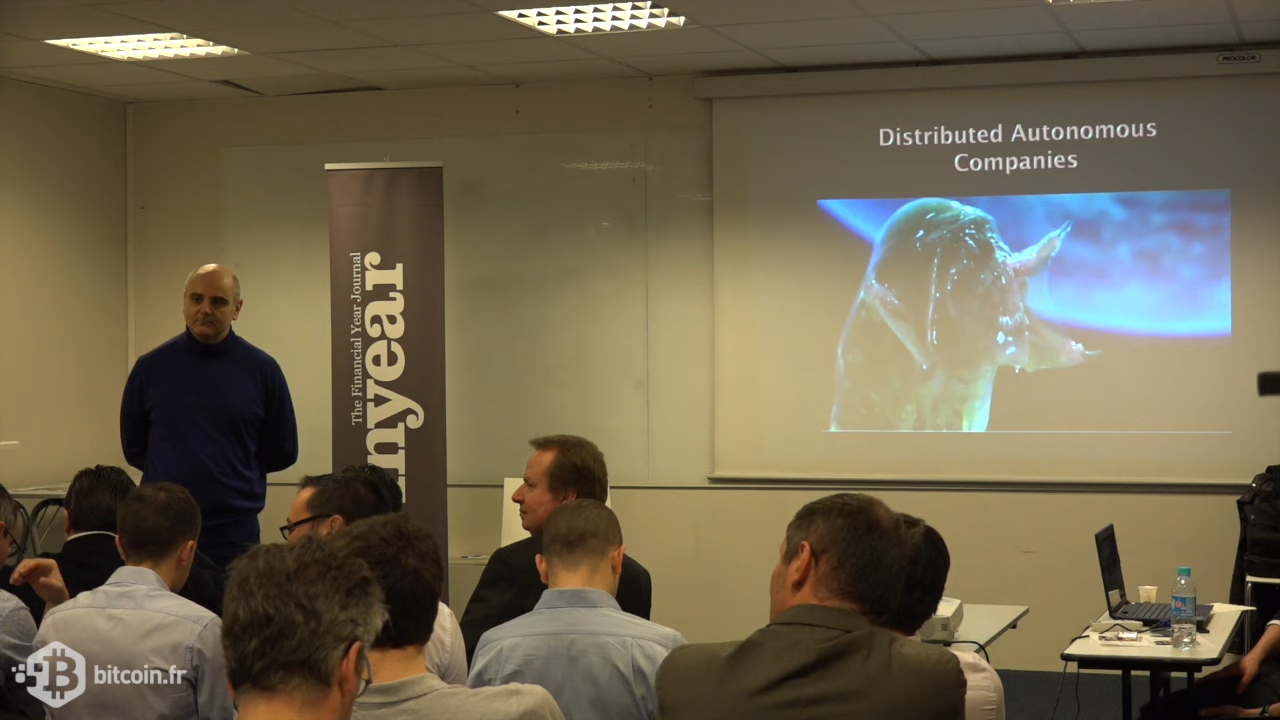 PROCOLOR
Distributed Autonomous
Companies
The Financial Year Journal
nyear
bitcoin.fr